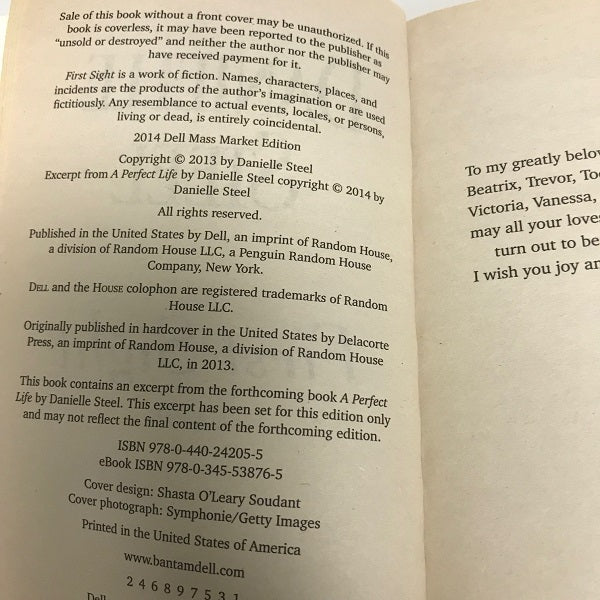 Sale of this book without a front cover may be unauthorized. If this
book is coverless, it may have been reported to the publisher as
“unsold or destroyed” and neither the author nor the publisher may
have received payment for it.
First Sight is a work of fiction. Names, characters, places, and
incidents are the products of the author’s imagination or are used
fictitiously. Any resemblance to actual events, locales, or persons,
living or dead, is entirely coincidental.
2014 Dell Mass Market Edition
Copyright © 2013 by Danielle Steel
Excerpt from A Perfect Life by Danielle Steel copyright © 2014 by
Danielle Steel
All rights reserved.
Published in the United States by Dell, an imprint of Random House,
a division of Random House LLC, a Penguin Random House
Company, New York.
DELL and the HOUSE colophon are registered trademarks of Random
House LLC.
Originally published in hardcover in the United States by Delacorte
Press, an imprint of Random House, a division of Random House
LLC, in 2013.
This book contains an excerpt from the forthcoming book A Perfect
Life by Danielle Steel. This excerpt has been set for this edition only
and may not reflect the final content of the forthcoming edition.
ISBN 978-0-440-24205-5
eBook ISBN 978-0-345-53876-5
Cover design: Shasta O’Leary Soudant
Cover photograph: Symphonie/Getty Images
Printed in the United States of America
www.bantamdell.com
2 4 6 8 9 7 5 3 1
Dell
To my greatly belov
Beatrix, Trevor, To
Victoria, Vanessa,
may all your love
turn out to be
I wish you joy an